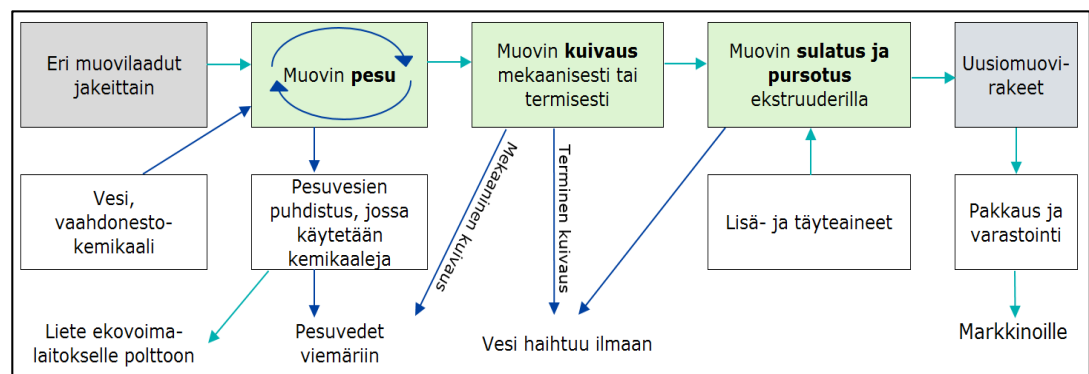 Eri muovilaadut
jakeittain
Muovin pesu
Muovin kuivaus
mekaanisesti tai
termisesti
Muovin sulatus ja
pursotus
ekstruuderilla
Uusiomuovi-
rakeet
Vesi,
vaahdonesto-
kemikaali
Pesuvesien
puhdistus, jossa
käytetään
kemikaaleja
Mekaaninen kuivaus
Terminen kuivaus
Lisä- ja täyteaineet
Pakkaus ja
varastointi
Liete ekovoima-
laitokselle polttoon
Pesuvedet
viemäriin
Vesi haihtuu ilmaan
Markkinoille